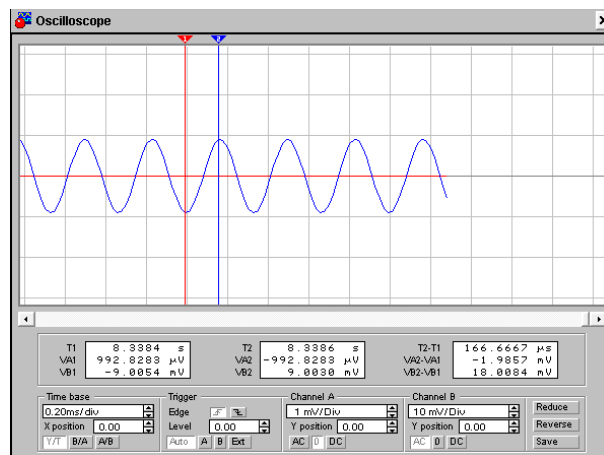 Oscilloscope
1 2
T1 8.3384 s T2 8.3386 s T2-T1 166.6667 µs
VA1 992.8283 µV VA2 -992.8283 µV VA2-VA1 -1.9857 mV
VB1 -9.0054 mV VB2 9.0030 mV VB2-VB1 18.0084 mV
Time base Trigger Channel A Channel B
0.20ms/div Edge 1 mV/Div 10 mV/Div Reduce
X position 0.00 Level 0.00 Y position 0.00 Y position 0.00 Reverse
Y/T B/A A/B Auto A B Ext AC 0 DC AC 0 DC Save